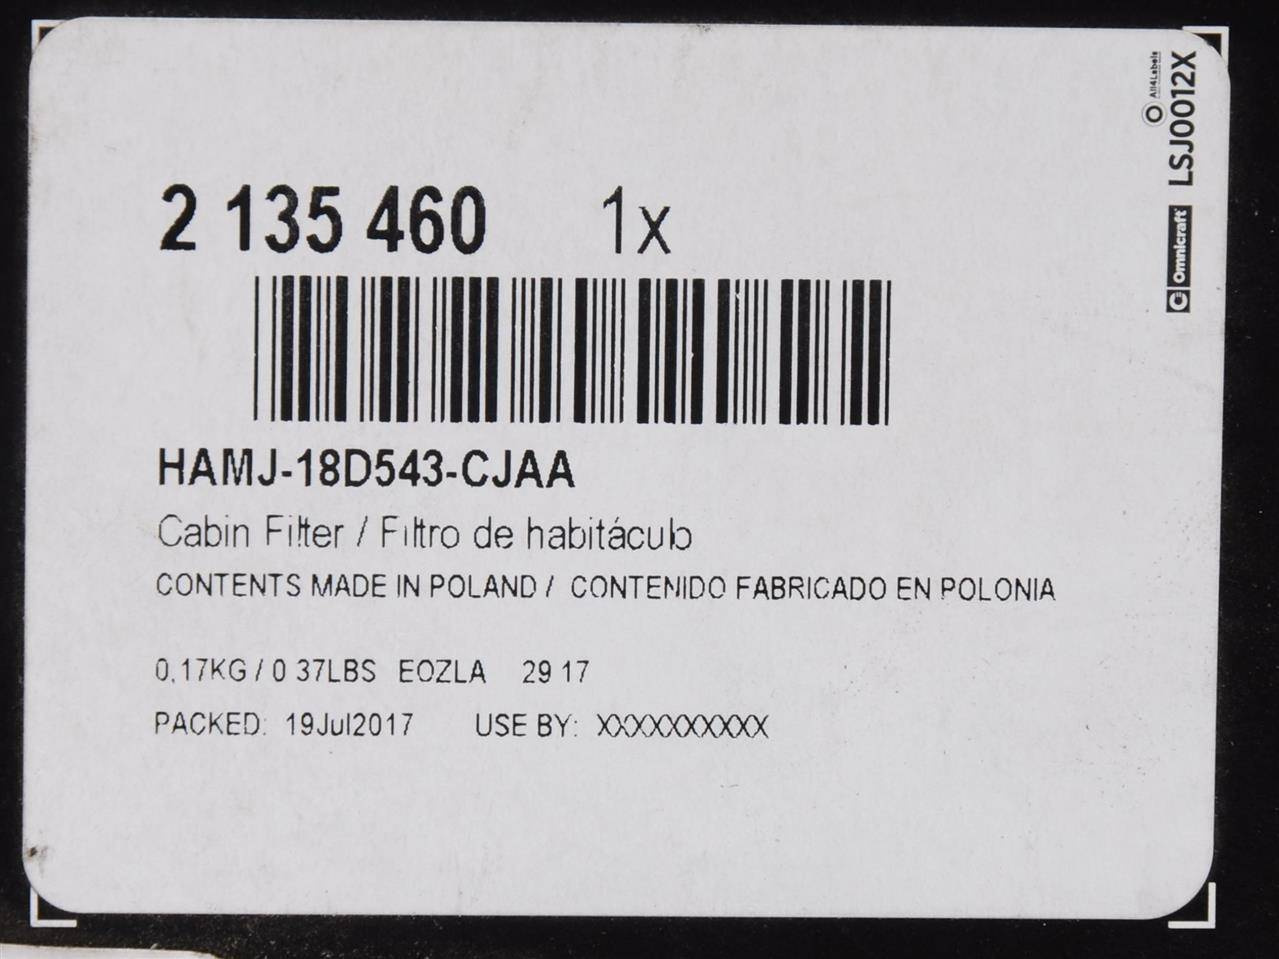 2 135 460 1x
HAMJ-18D543-CJAA
Cabin Filter / Filtro de habitáculo
CONTENTS MADE IN POLAND / CONTENIDO FABRICADO EN POLONIA
0,17KG / 0 37LBS EOZLA 29 17
PACKED: 19Jul2017 USE BY: XXXXXXXXXX
All4Labels
Omnicraft LSJ0012X